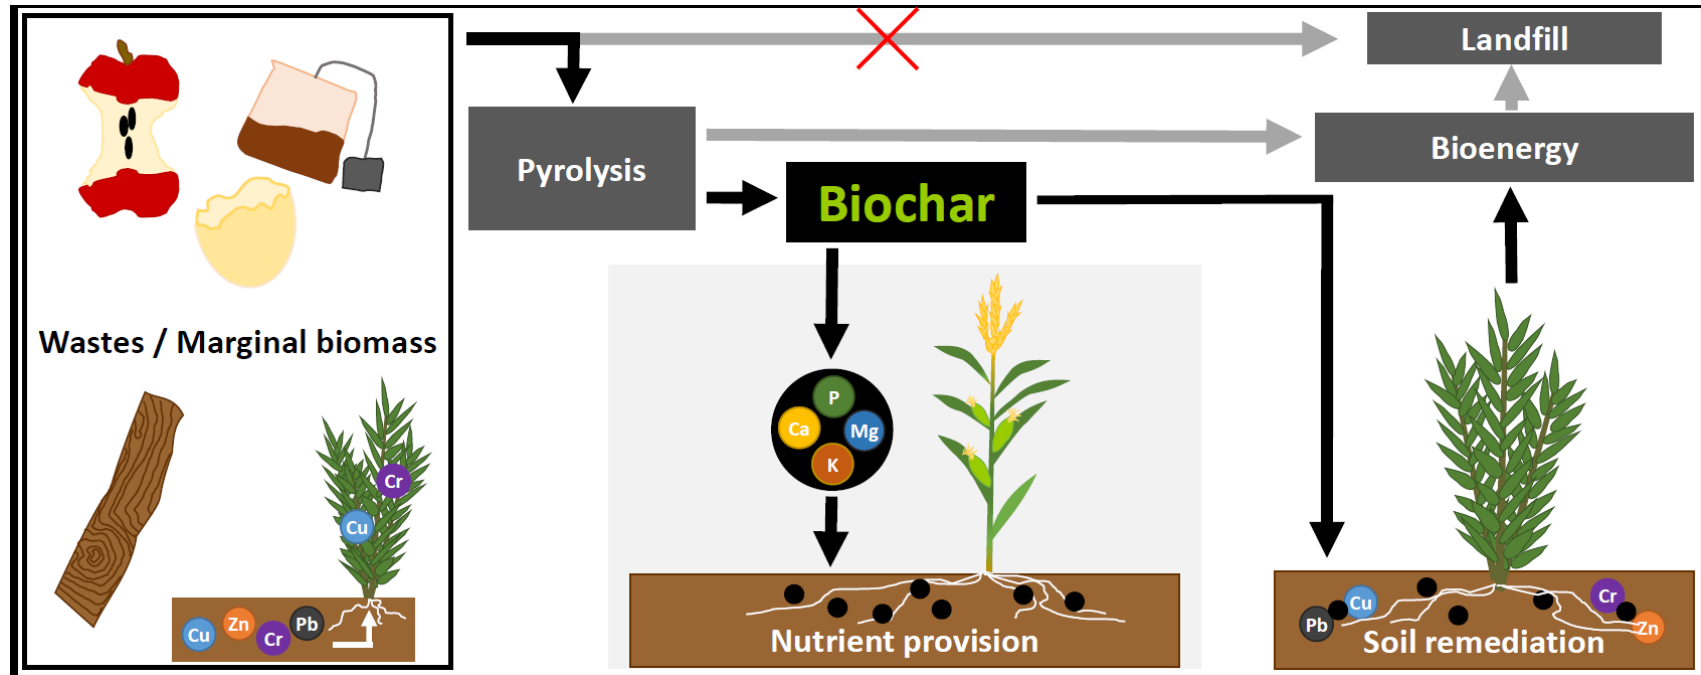 Landfill
Pyrolysis
Bioenergy
Biochar
Wastes / Marginal biomass
P
Ca
Mg
K
Cr
Cu
Cu
Zn
Cr
Pb
Nutrient provision
Pb
Cu
Cr
Zn
Soil remediation